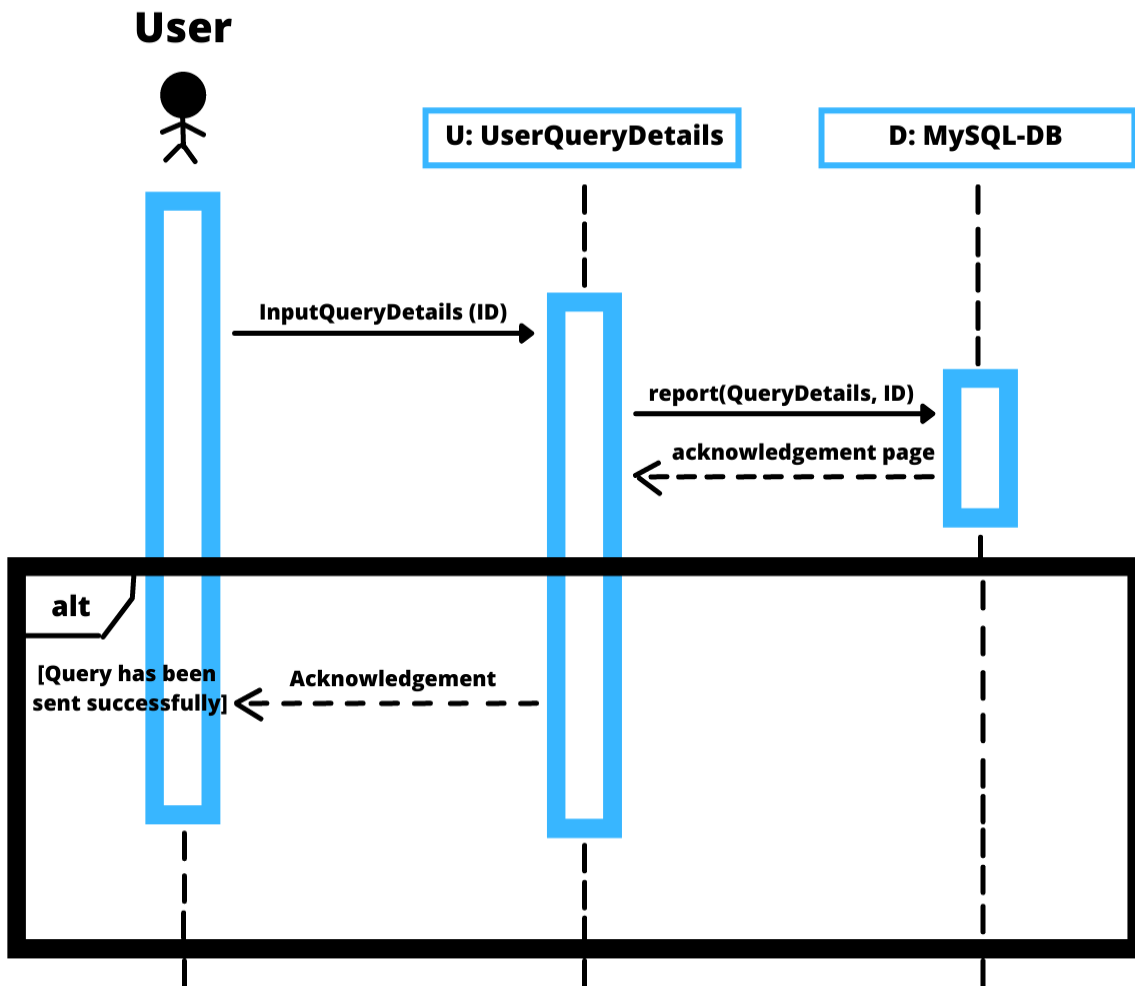 User
U: UserQueryDetails
D: MySQL-DB
InputQueryDetails (ID)
report(QueryDetails, ID)
acknowledgement page
alt
[Query has been
sent successfully]
Acknowledgement